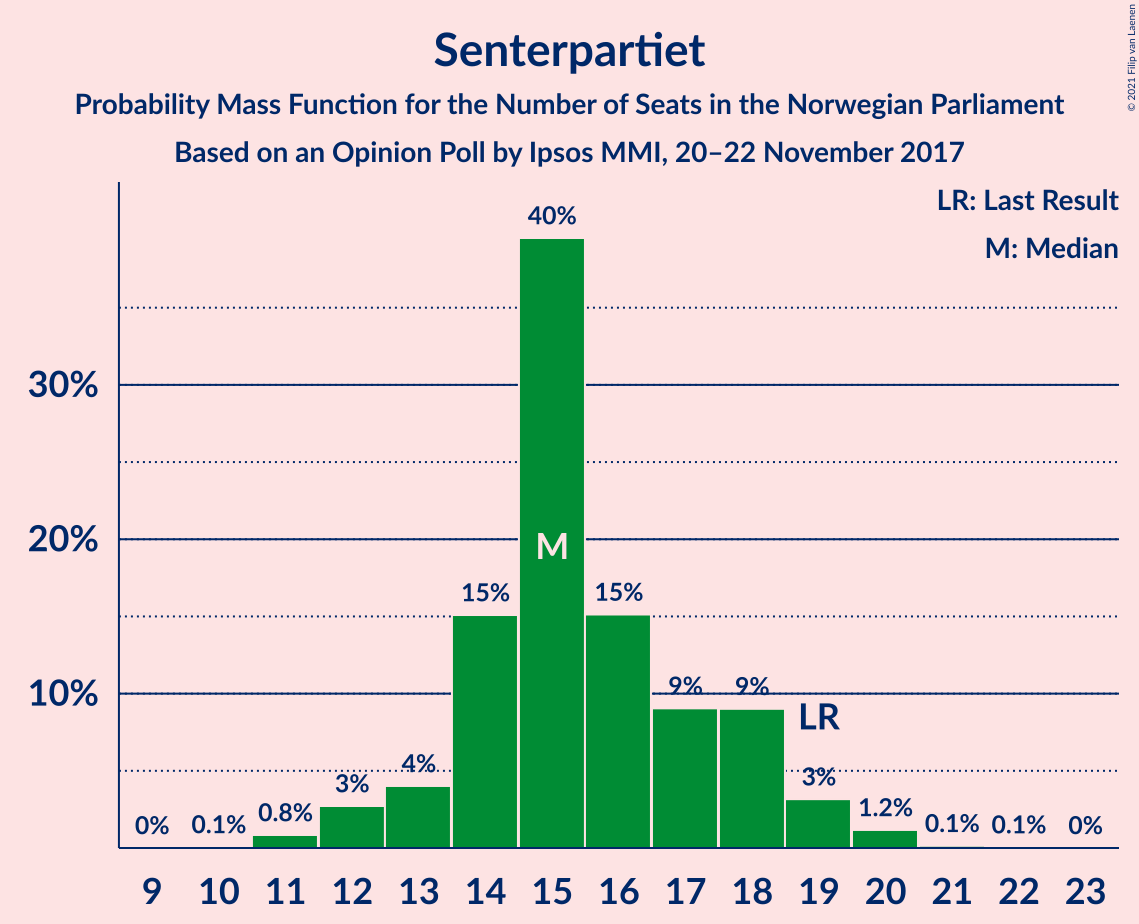 Senterpartiet
Probability Mass Function for the Number of Seats in the Norwegian Parliament
Based on an Opinion Poll by Ipsos MMI, 20–22 November 2017
© 2021 Filip van Laenen
LR: Last Result
M: Median
40%
30%
20%
10%
M
15%
15%
9%
9%
LR
4%
3%
3%
0%
0.1%
0.8%
1.2%
0.1%
0.1%
0%
9 10 11 12 13 14 15 16 17 18 19 20 21 22 23